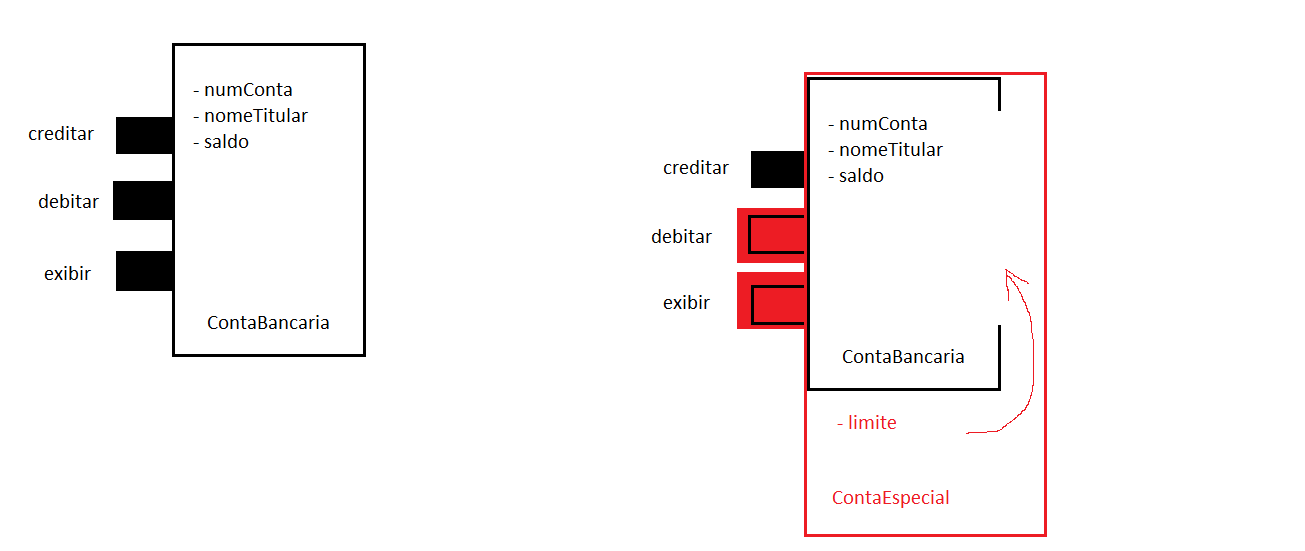 - numConta
- nomeTitular
- saldo
creditar
debitar
exibir
ContaBancaria
- numConta
- nomeTitular
- saldo
creditar
debitar
exibir
ContaBancaria
- limite
ContaEspecial